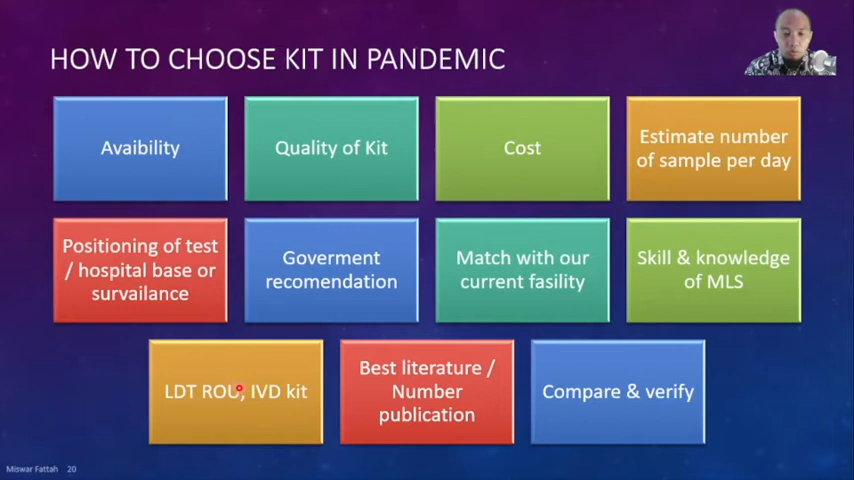 HOW TO CHOOSE KIT IN PANDEMIC
Avaibility
Quality of Kit
Cost
Estimate number
of sample per day
Positioning of test
/ hospital base or
survailance
Goverment
recomendation
Match with our
current fasility
Skill & knowledge
of MLS
LDT ROU, IVD kit
Best literature /
Number
publication
Compare & verify
Miswar Fattah 20